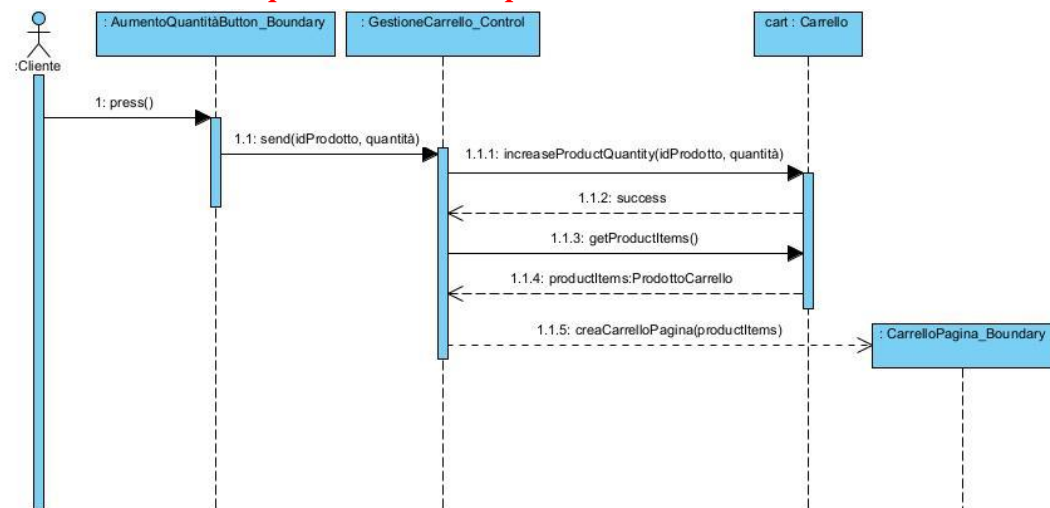 : AumentoQuantitàButton_Boundary
: GestioneCarrello_Control
cart : Carrello
:Cliente
1: press()
1.1: send(idProdotto, quantità)
1.1.1: increaseProductQuantity(idProdotto, quantità)
1.1.2: success
1.1.3: getProductItems()
1.1.4: productItems:ProdottoCarrello
1.1.5: creaCarrelloPagina(productItems)
: CarrelloPagina_Boundary